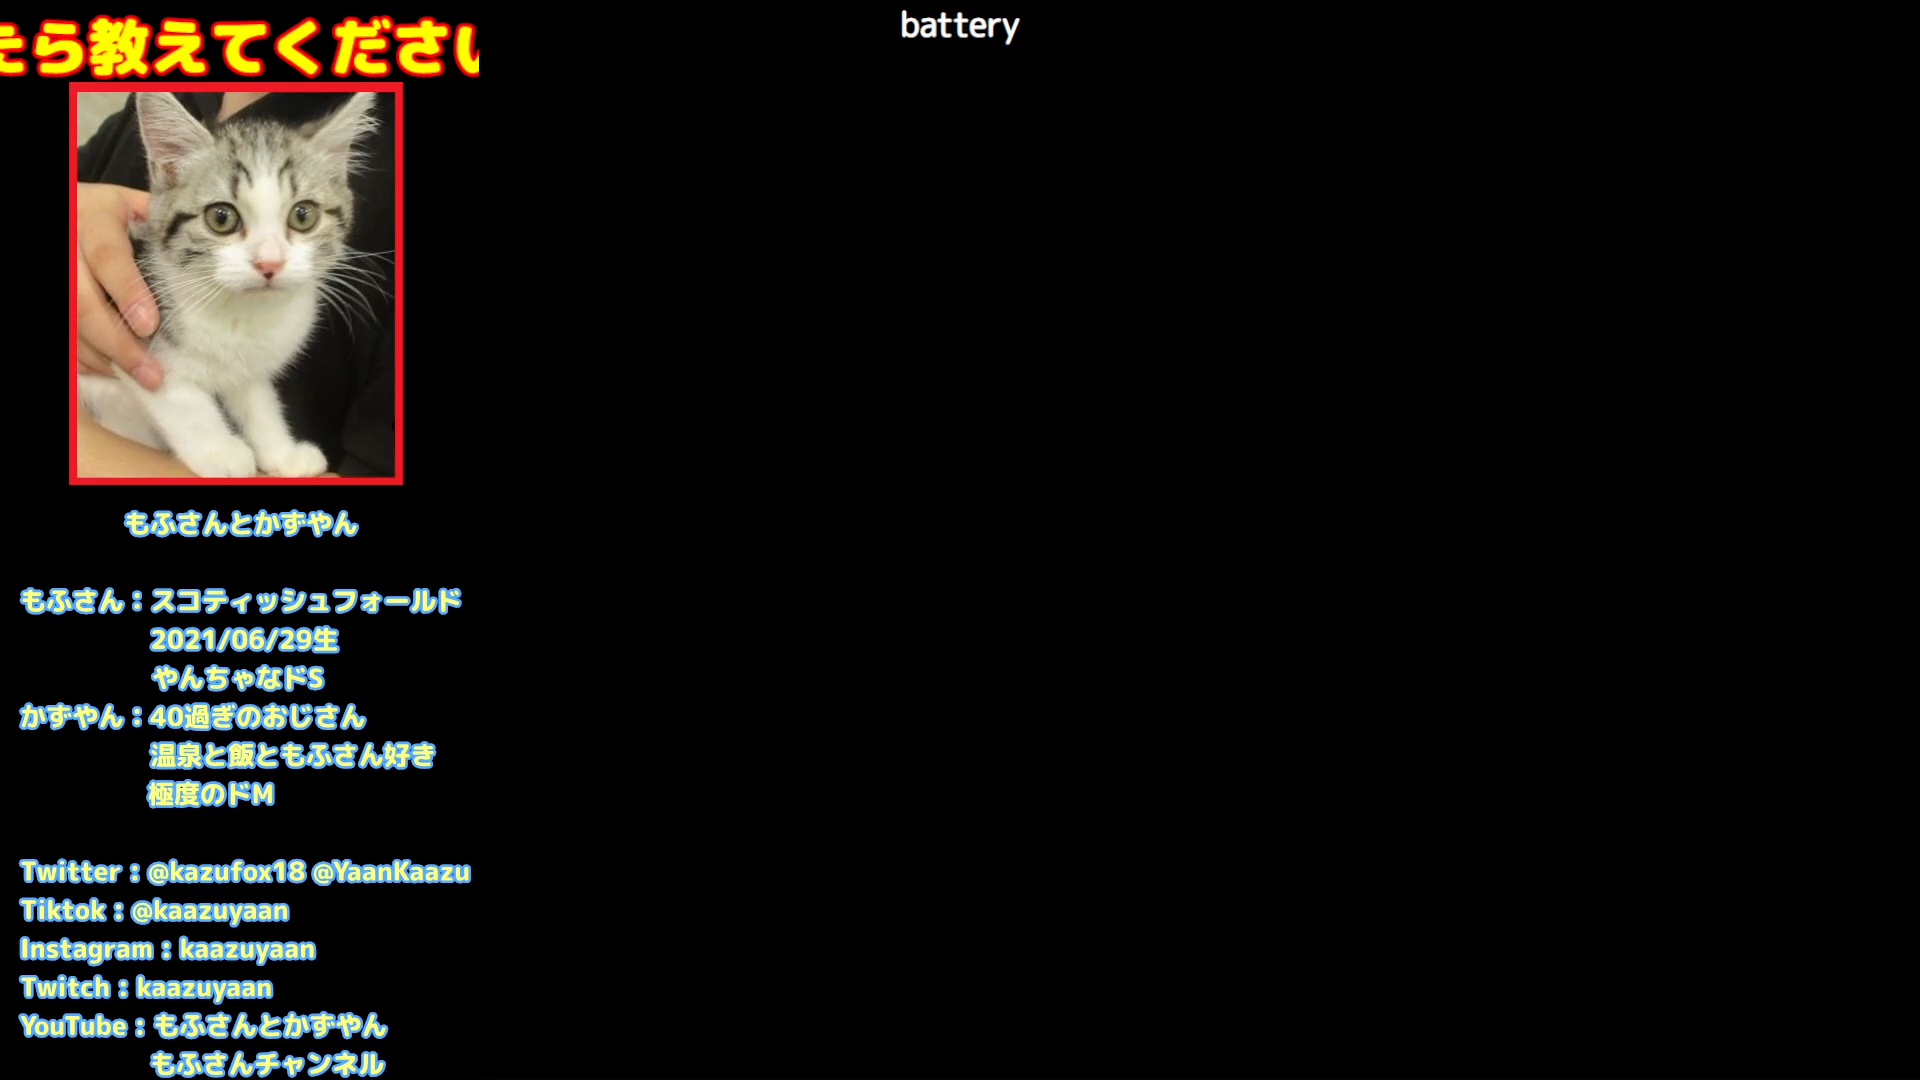 たら教えてください
battery
もふさんとかずやん
もふさん：スコティッシュフォールド
2021/06/29生
やんちゃなドS
かずやん：40過ぎのおじさん
温泉と飯ともふさん好き
極度のドM
Twitter：@kazufox18 @YaanKaazu
Tiktok：@kaazuyaan
Instagram：kaazuyaan
Twitch：kaazuyaan
YouTube：もふさんとかずやん
もふさんチャンネル